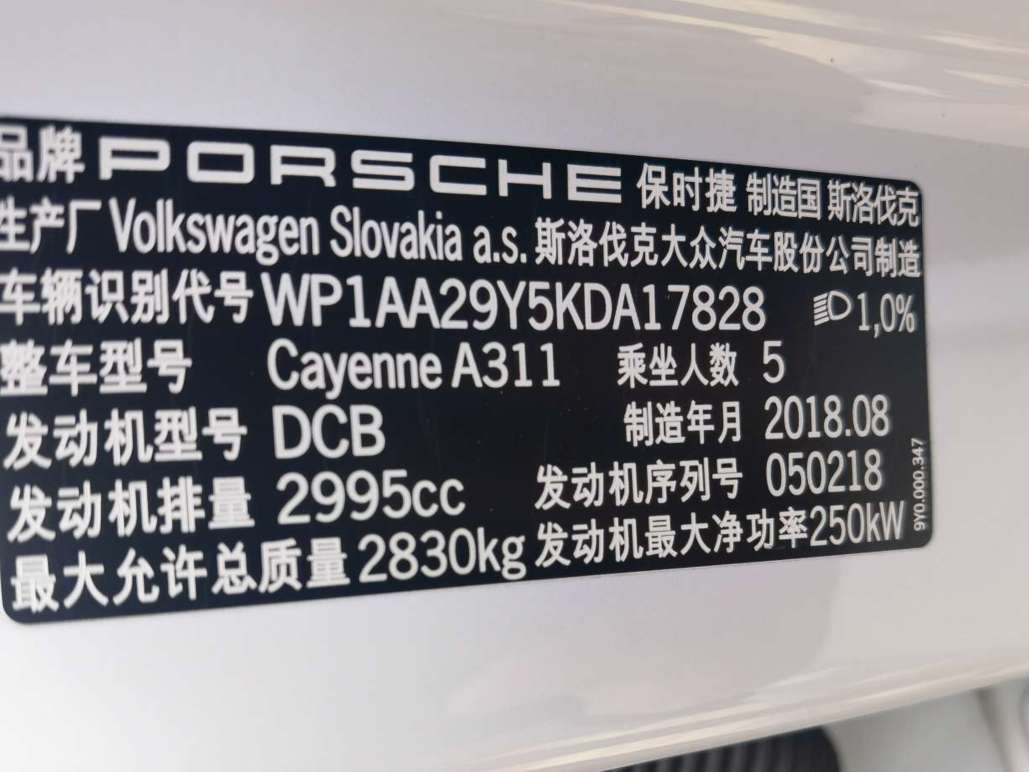 品牌 PORSCHE 保时捷 制造国 斯洛伐克
生产厂 Volkswagen Slovakia a.s. 斯洛伐克大众汽车股份公司制造
车辆识别代号 WP1AA29Y5KDA17828 1,0%
整车型号 Cayenne A311 乘坐人数 5
发动机型号 DCB 制造年月 2018.08
发动机排量 2995cc 发动机序列号 050218
最大允许总质量 2830kg 发动机最大净功率 250kW
9Y0.000.347